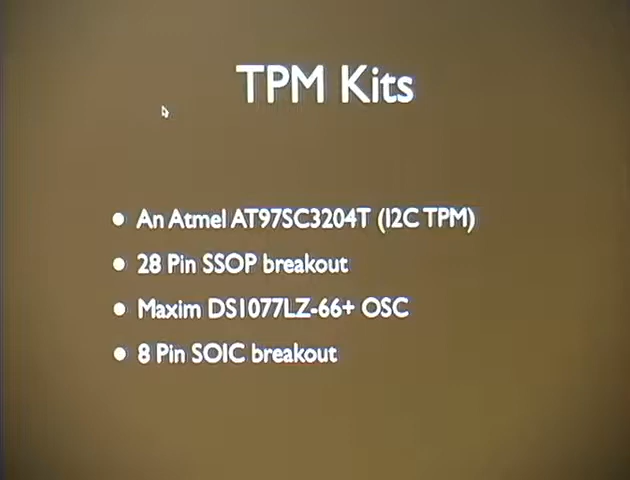 TPM Kits
• An Atmel AT97SC3204T (I2C TPM)
• 28 Pin SSOP breakout
• Maxim DS1077LZ-66+ OSC
• 8 Pin SOIC breakout